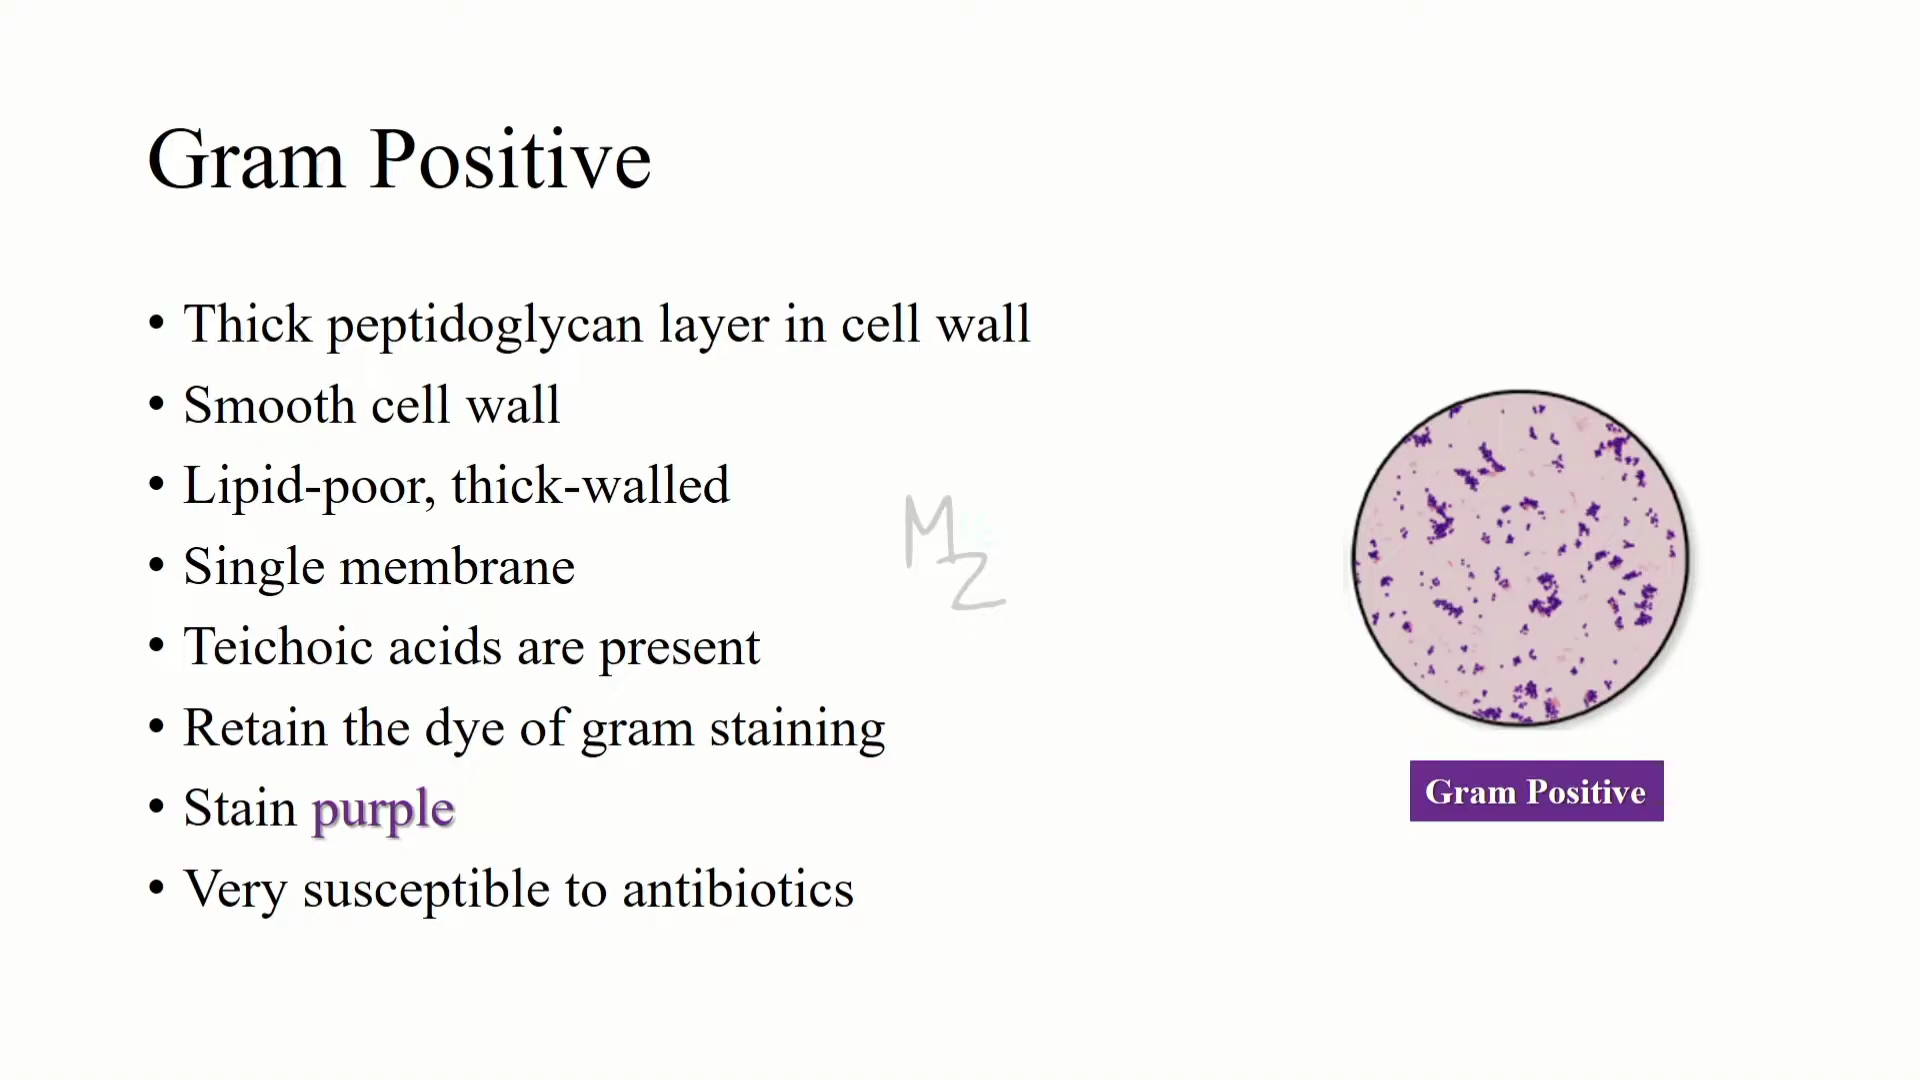 Gram Positive
• Thick peptidoglycan layer in cell wall
• Smooth cell wall
• Lipid-poor, thick-walled
• Single membrane
• Teichoic acids are present
• Retain the dye of gram staining
• Stain purple
• Very susceptible to antibiotics
MZ
Gram Positive